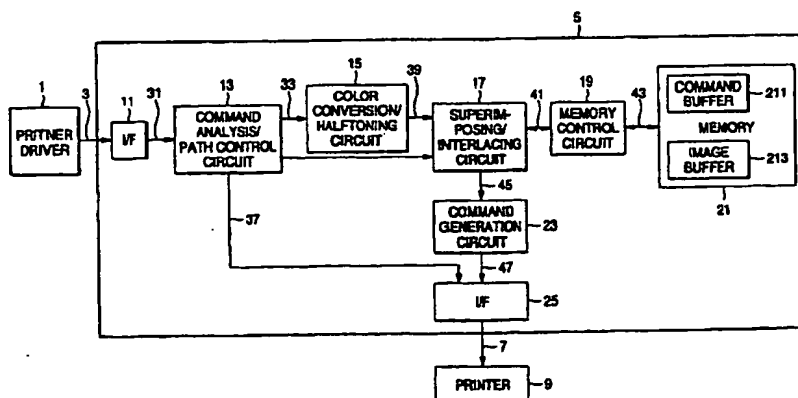 5
1
3
11
31
13
33
15
39
17
41
19
43
PRITNER
DRIVER
I/F
COMMAND
ANALYSIS/
PATH CONTROL
CIRCUIT
COLOR
CONVERSION/
HALFTONING
CIRCUIT
SUPERIM-
POSING/
INTERLACING
CIRCUIT
MEMORY
CONTROL
CIRCUIT
COMMAND
BUFFER
211
MEMORY
IMAGE
BUFFER
213
21
37
45
COMMAND
GENERATION
CIRCUIT
23
47
I/F
25
7
PRINTER
9